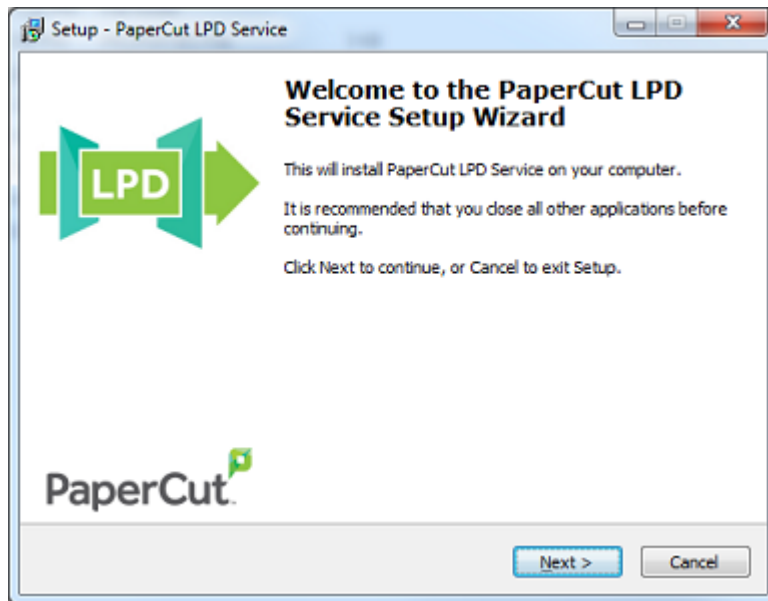 Setup - PaperCut LPD Service
Welcome to the PaperCut LPD
Service Setup Wizard
This will install PaperCut LPD Service on your computer.
It is recommended that you close all other applications before
continuing.
Click Next to continue, or Cancel to exit Setup.
LPD
PaperCut™
Next >
Cancel